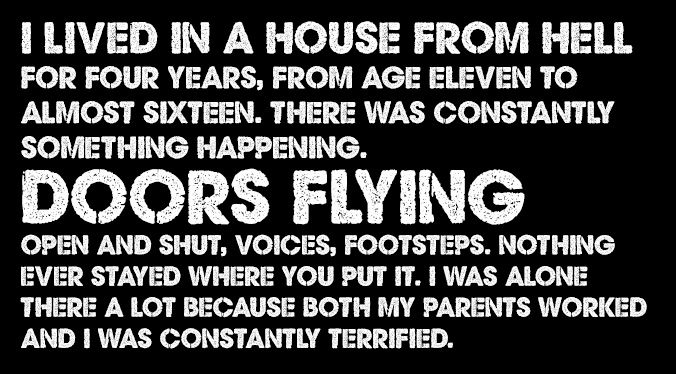 I LIVED IN A HOUSE FROM HELL
FOR FOUR YEARS, FROM AGE ELEVEN TO
ALMOST SIXTEEN. THERE WAS CONSTANTLY
SOMETHING HAPPENING.
DOORS FLYING
OPEN AND SHUT, VOICES, FOOTSTEPS. NOTHING
EVER STAYED WHERE YOU PUT IT. I WAS ALONE
THERE A LOT BECAUSE BOTH MY PARENTS WORKED
AND I WAS CONSTANTLY TERRIFIED.